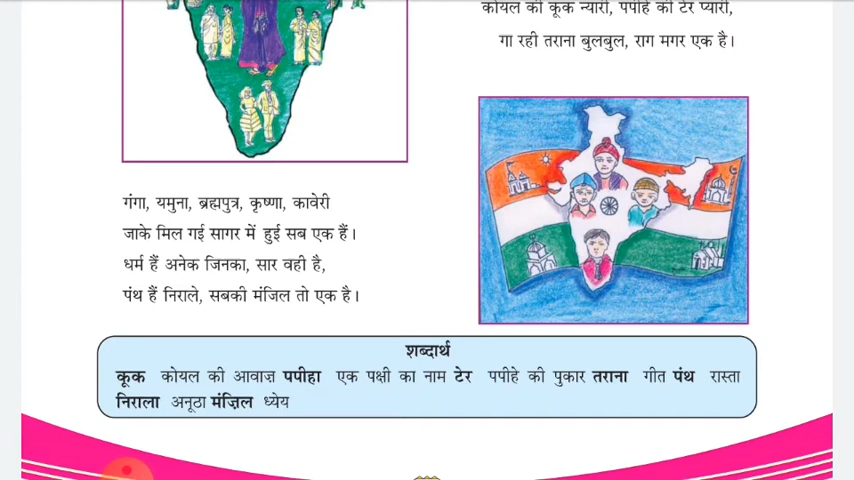 कोयल की कूक न्यारी, पपीहे की टेर प्यारी,
गा रही तराना बुलबुल, राग मगर एक है।
गंगा, यमुना, ब्रह्मपुत्र, कृष्णा, कावेरी
जाके मिल गई सागर में हुई सब एक हैं।
धर्म हैं अनेक जिनका, सार वही है,
पंथ हैं निराले, सबकी मंजिल तो एक है।
शब्दार्थ
कूक कोयल की आवाज़ पपीहा एक पक्षी का नाम टेर पपीहे की पुकार तराना गीत पंथ रास्ता
निराला अनूठा मंज़िल ध्येय